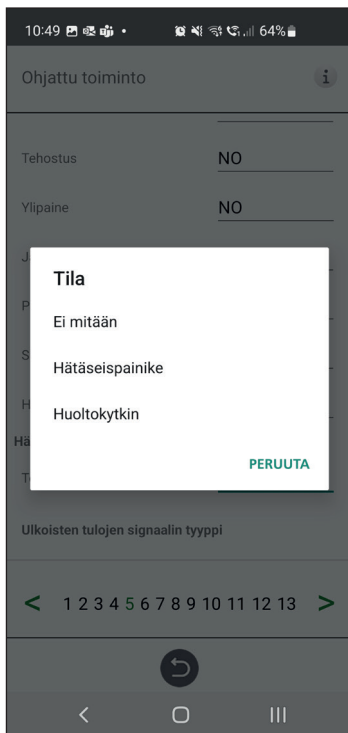 10:49 64%
Ohjattu toiminto i
Tehostus NO
Ylipaine NO
J
Tila
P
Ei mitään
S
Hätäseispainike
H
Huoltokytkin
Hä
PERUUTA
T
Ulkoisten tulojen signaalin tyyppi
< 1 2 3 4 5 6 7 8 9 10 11 12 13 >